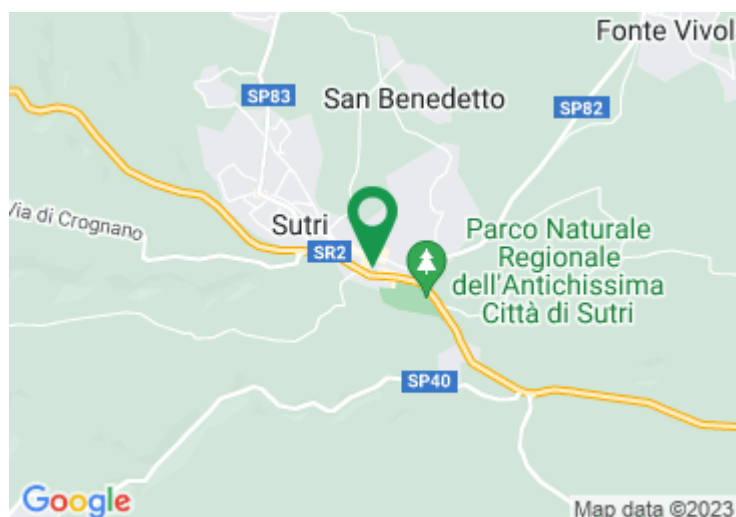 Fonte Vivol
SP83
San Benedetto
SP82
Via di Crognano
Sutri
SR2
Parco Naturale
Regionale
dell'Antichissima
Città di Sutri
SP40
Google
Map data ©2023